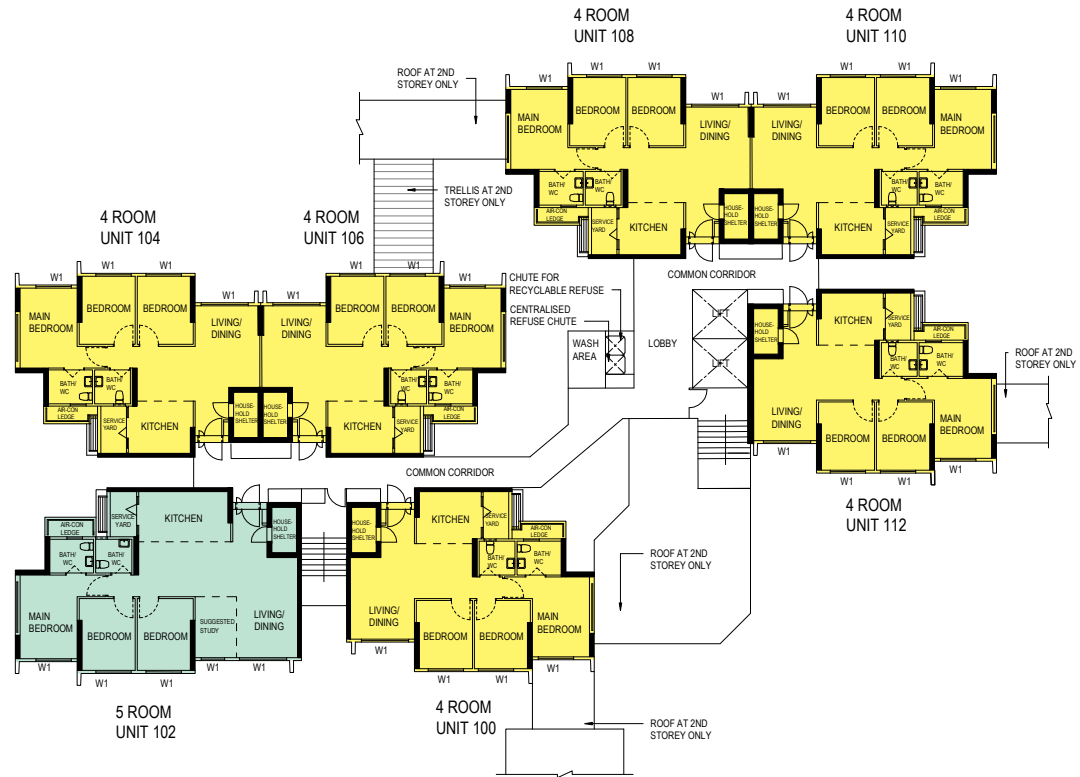 4 ROOM
UNIT 108
4 ROOM
UNIT 110
ROOF AT 2ND
STOREY ONLY
W1
W1
W1
W1
W1
W1
W1
W1
MAIN
BEDROOM
BEDROOM
BEDROOM
LIVING/
DINING
LIVING/
DINING
BEDROOM
BEDROOM
MAIN
BEDROOM
BATH/
WC
BATH/
WC
BATH/
WC
BATH/
WC
AIR-CON
LEDGE
SERVICE
YARD
KITCHEN
HOUSE-
HOLD
SHELTER
HOUSE-
HOLD
SHELTER
KITCHEN
SERVICE
YARD
AIR-CON
LEDGE
TRELLIS AT 2ND
STOREY ONLY
4 ROOM
UNIT 104
4 ROOM
UNIT 106
COMMON CORRIDOR
W1
W1
W1
W1
W1
W1
W1
W1
CHUTE FOR
RECYCLABLE REFUSE
CENTRALISED
REFUSE CHUTE
MAIN
BEDROOM
BEDROOM
BEDROOM
LIVING/
DINING
LIVING/
DINING
BEDROOM
BEDROOM
MAIN
BEDROOM
WASH
AREA
LOBBY
LIFT
LIFT
HOUSE-
HOLD
SHELTER
KITCHEN
SERVICE
YARD
AIR-CON
LEDGE
BATH/
WC
BATH/
WC
ROOF AT 2ND
STOREY ONLY
BATH/
WC
BATH/
WC
BATH/
WC
BATH/
WC
AIR-CON
LEDGE
SERVICE
YARD
KITCHEN
HOUSE-
HOLD
SHELTER
HOUSE-
HOLD
SHELTER
KITCHEN
SERVICE
YARD
AIR-CON
LEDGE
LIVING/
DINING
BEDROOM
BEDROOM
MAIN
BEDROOM
W1
W1
W1
W1
4 ROOM
UNIT 112
COMMON CORRIDOR
AIR-CON
LEDGE
SERVICE
YARD
KITCHEN
HOUSE-
HOLD
SHELTER
HOUSE-
HOLD
SHELTER
KITCHEN
SERVICE
YARD
AIR-CON
LEDGE
BATH/
WC
BATH/
WC
BATH/
WC
BATH/
WC
ROOF AT 2ND
STOREY ONLY
MAIN
BEDROOM
BEDROOM
BEDROOM
SUGGESTED
STUDY
LIVING/
DINING
LIVING/
DINING
BEDROOM
BEDROOM
MAIN
BEDROOM
W1
W1
W1
W1
W1
W1
W1
W1
W1
5 ROOM
UNIT 102
4 ROOM
UNIT 100
ROOF AT 2ND
STOREY ONLY